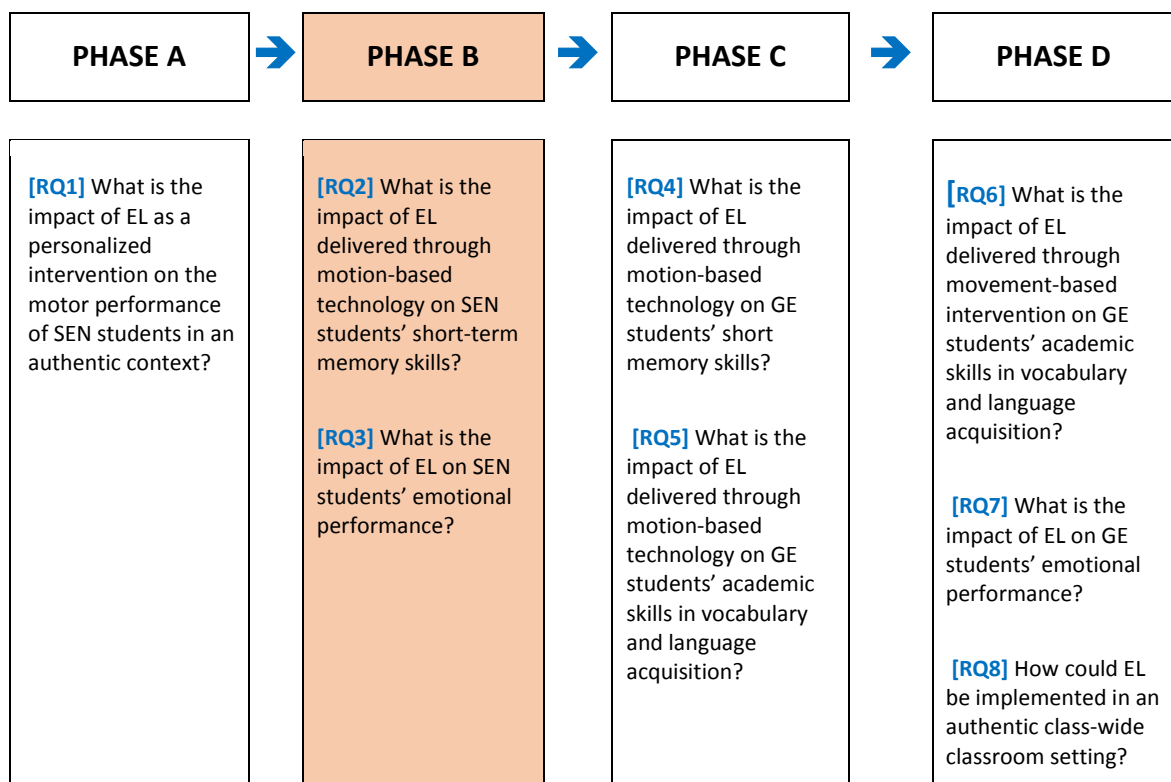 PHASE A
PHASE B
PHASE C
PHASE D
[RQ1] What is the
impact of EL as a
personalized
intervention on the
motor performance
of SEN students in an
authentic context?
[RQ2] What is the
impact of EL
delivered through
motion-based
technology on SEN
students’ short-term
memory skills?
[RQ3] What is the
impact of EL on SEN
students’ emotional
performance?
[RQ4] What is the
impact of EL
delivered through
motion-based
technology on GE
students’ short
memory skills?
[RQ5] What is the
impact of EL
delivered through
motion-based
technology on GE
students’ academic
skills in vocabulary
and language
acquisition?
[RQ6] What is the
impact of EL
delivered through
movement-based
intervention on GE
students’ academic
skills in vocabulary
and language
acquisition?
[RQ7] What is the
impact of EL on GE
students’ emotional
performance?
[RQ8] How could EL
be implemented in an
authentic class-wide
classroom setting?